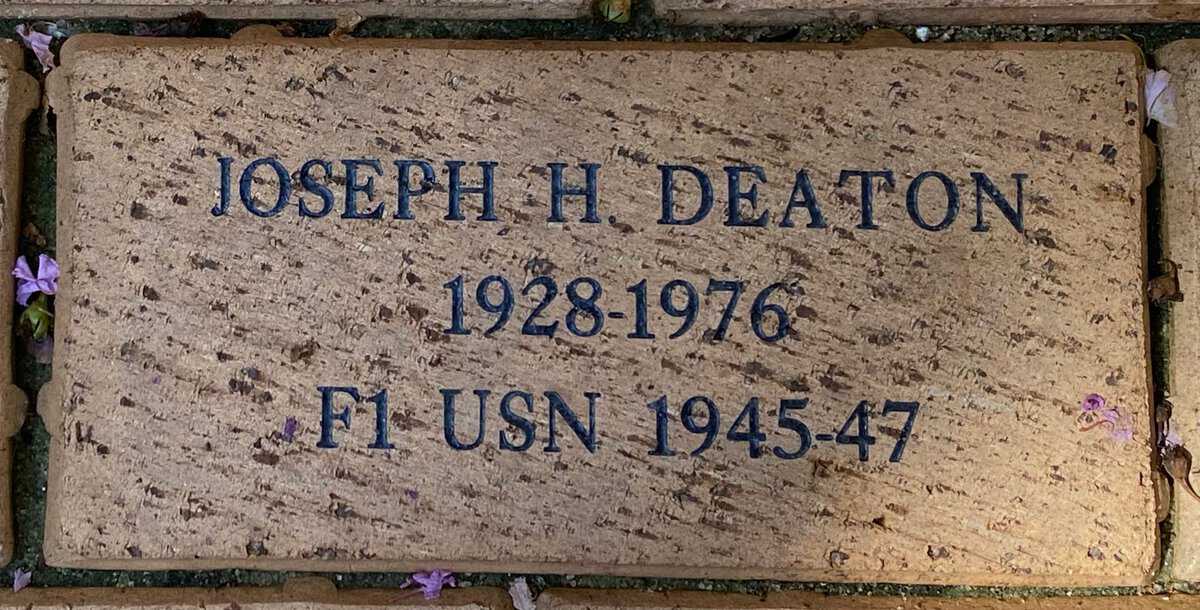 JOSEPH H. DEATON
1928-1976
F1 USN 1945-47